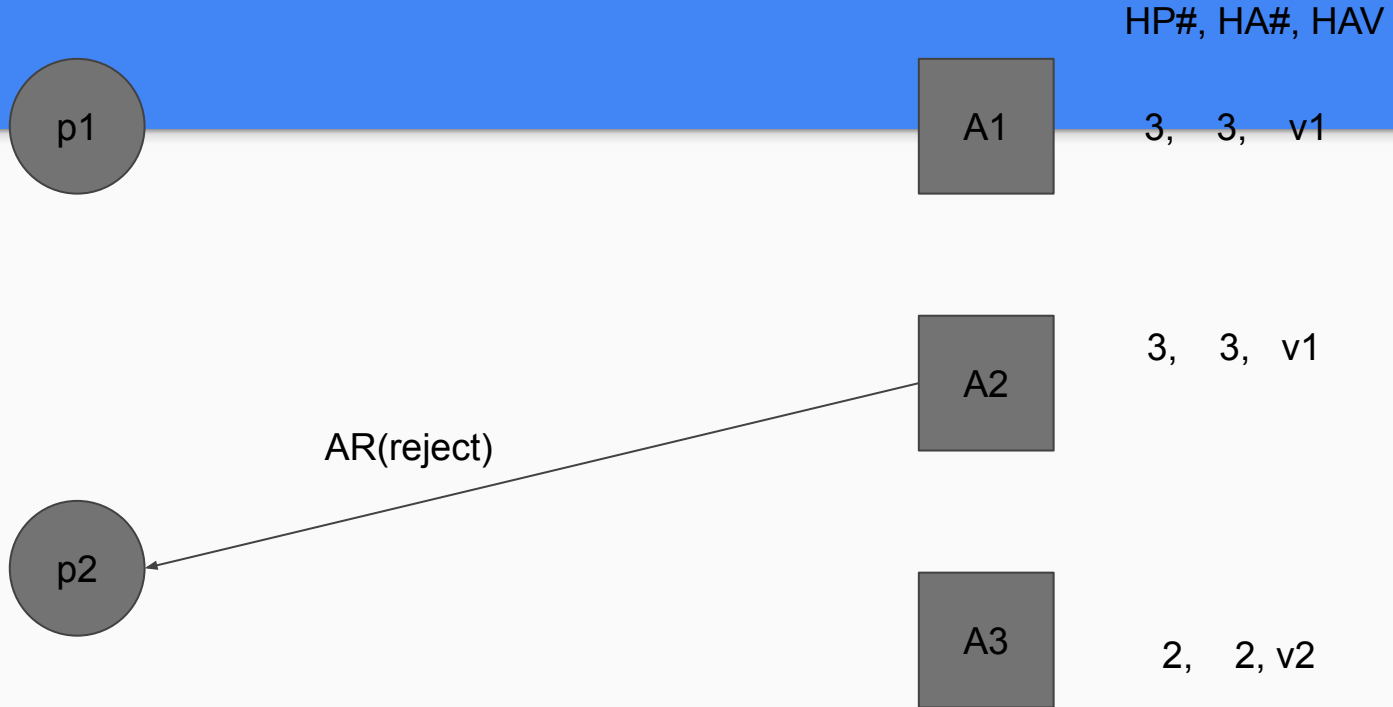 HP#, HA#, HAV
p1
A1
3, 3, v1
A2
3, 3, v1
AR(reject)
p2
A3
2, 2, v2